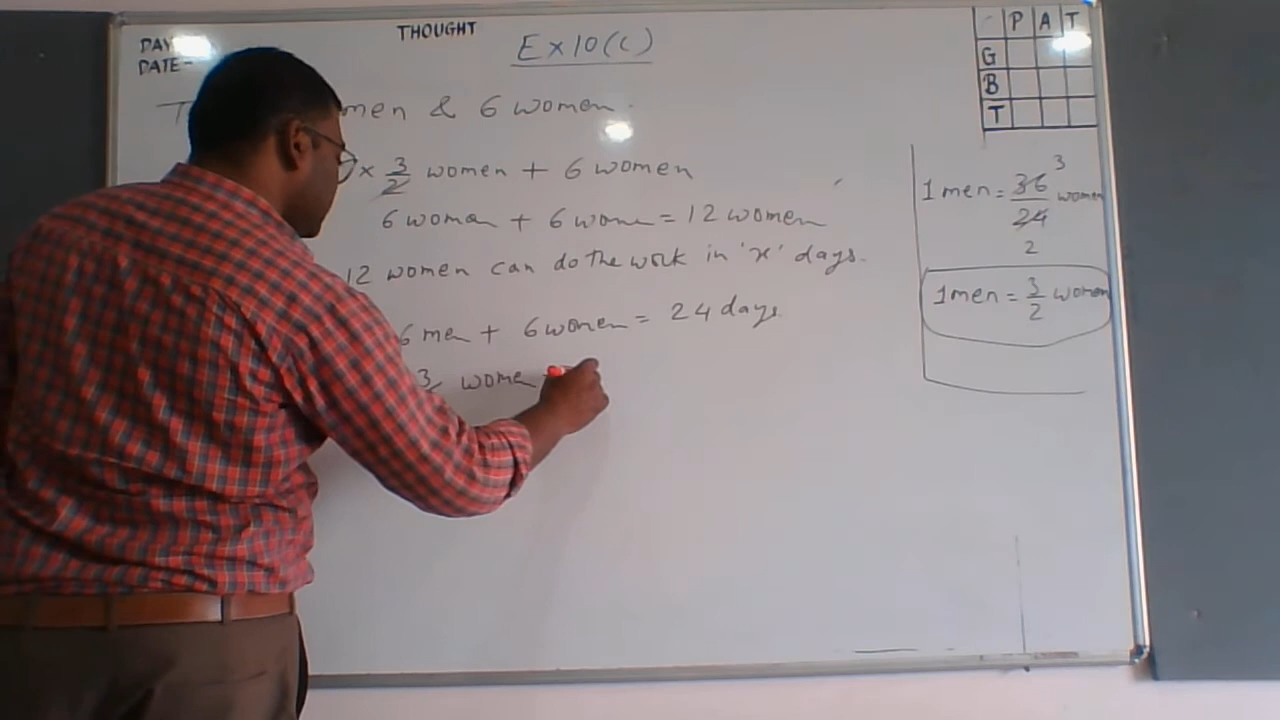 DAY
DATE-
THOUGHT
Ex 10(C)
P A T
G
B
T
men & 6 women.
× 3/2 women + 6 women
6 woman + 6 wome = 12 women
12 women can do the work in 'x' days.
6 men + 6 women = 24 days
3/ wome
1 men = 36/24 women
3
2
1 men = 3/2 women